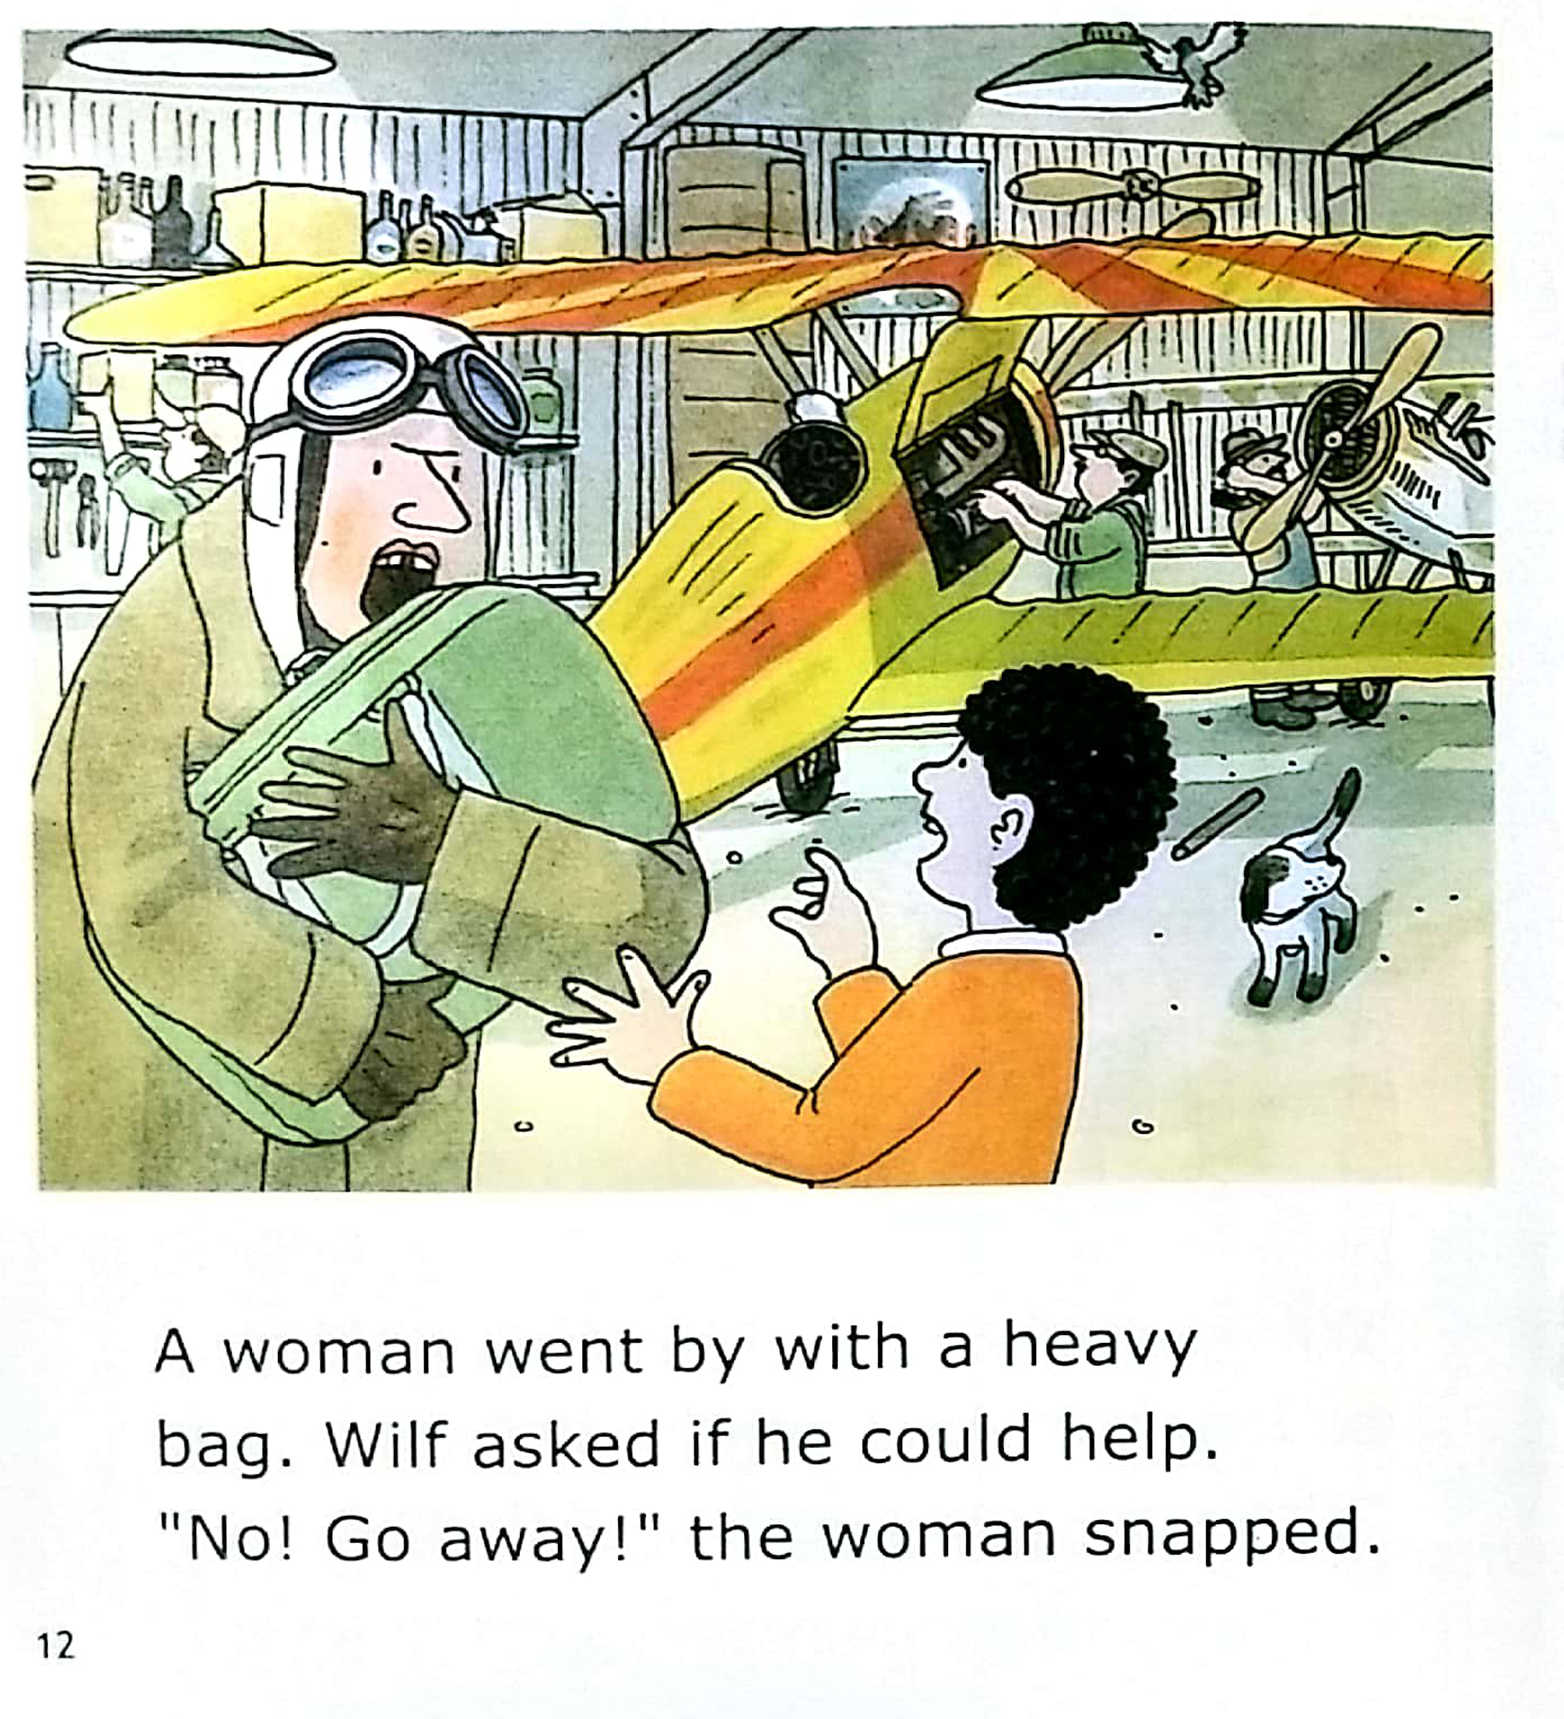 A woman went by with a heavy
bag. Wilf asked if he could help.
"No! Go away!" the woman snapped.
12